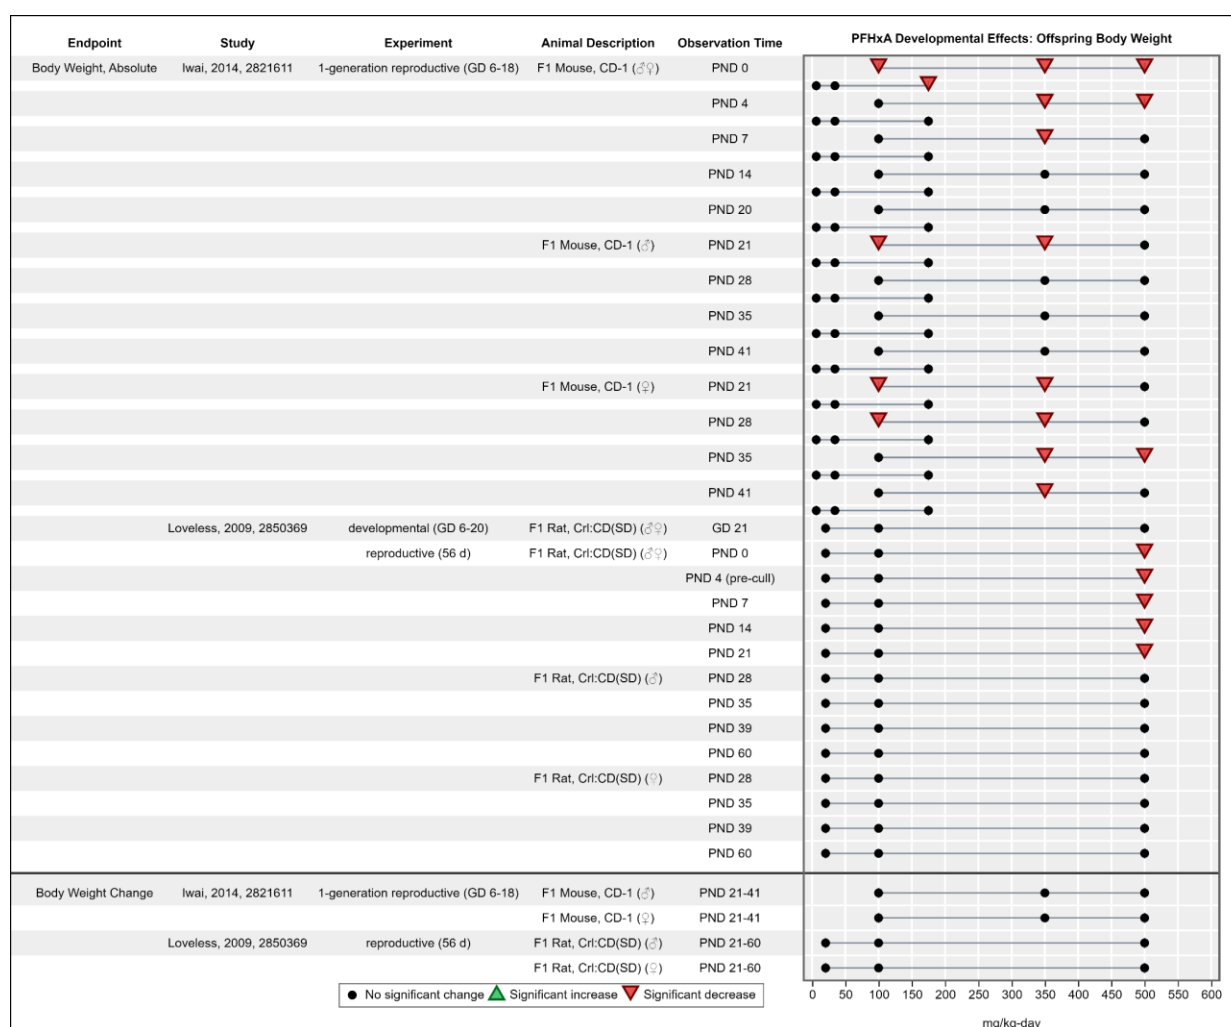 PFHxA Developmental Effects: Offspring Body Weight
Endpoint Study Experiment Animal Description Observation Time
Body Weight, Absolute Iwai, 2014, 2821611 1-generation reproductive (GD 6-18) F1 Mouse, CD-1 (♂♀) PND 0
PND 4
PND 7
PND 14
PND 20
F1 Mouse, CD-1 (♂) PND 21
PND 28
PND 35
PND 41
F1 Mouse, CD-1 (♀) PND 21
PND 28
PND 35
PND 41
Loveless, 2009, 2850369 developmental (GD 6-20) F1 Rat, Crl:CD(SD) (♂♀) GD 21
reproductive (56 d) F1 Rat, Crl:CD(SD) (♂♀) PND 0
PND 4 (pre-cull)
PND 7
PND 14
PND 21
F1 Rat, Crl:CD(SD) (♂) PND 28
PND 35
PND 39
PND 60
F1 Rat, Crl:CD(SD) (♀) PND 28
PND 35
PND 39
PND 60
Body Weight Change Iwai, 2014, 2821611 1-generation reproductive (GD 6-18) F1 Mouse, CD-1 (♂) PND 21-41
F1 Mouse, CD-1 (♀) PND 21-41
Loveless, 2009, 2850369 reproductive (56 d) F1 Rat, Crl:CD(SD) (♂) PND 21-60
F1 Rat, Crl:CD(SD) (♀) PND 21-60
No significant change Significant increase Significant decrease
0 50 100 150 200 250 300 350 400 450 500 550 600
mg/kg-day